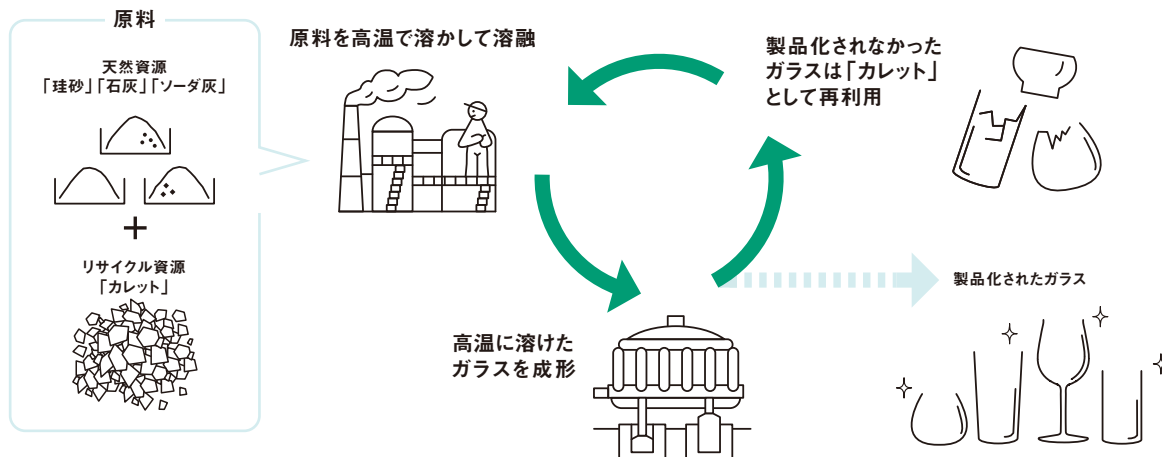 原料
天然資源
「珪砂」「石灰」「ソーダ灰」
+
リサイクル資源
「カレット」
原料を高温で溶かして溶融
高温に溶けた
ガラスを成形
製品化されなかった
ガラスは「カレット」
として再利用
製品化されたガラス